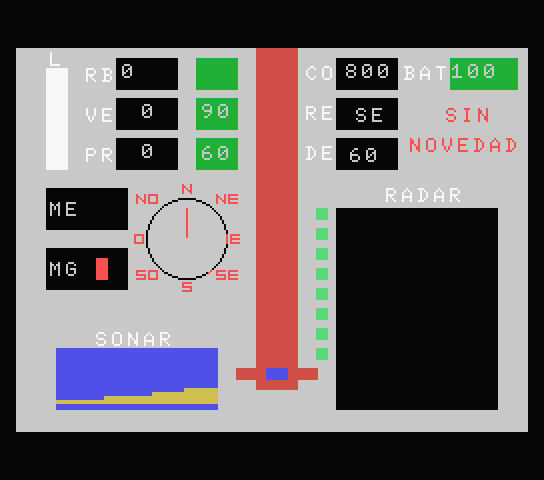 L
RB 0 CO 800 BAT 100
VE 0 90 RE SE SIN
PR 0 60 DE 60 NOVEDAD
ME
NO N NE
O E
MG
SO S SE
RADAR
SONAR